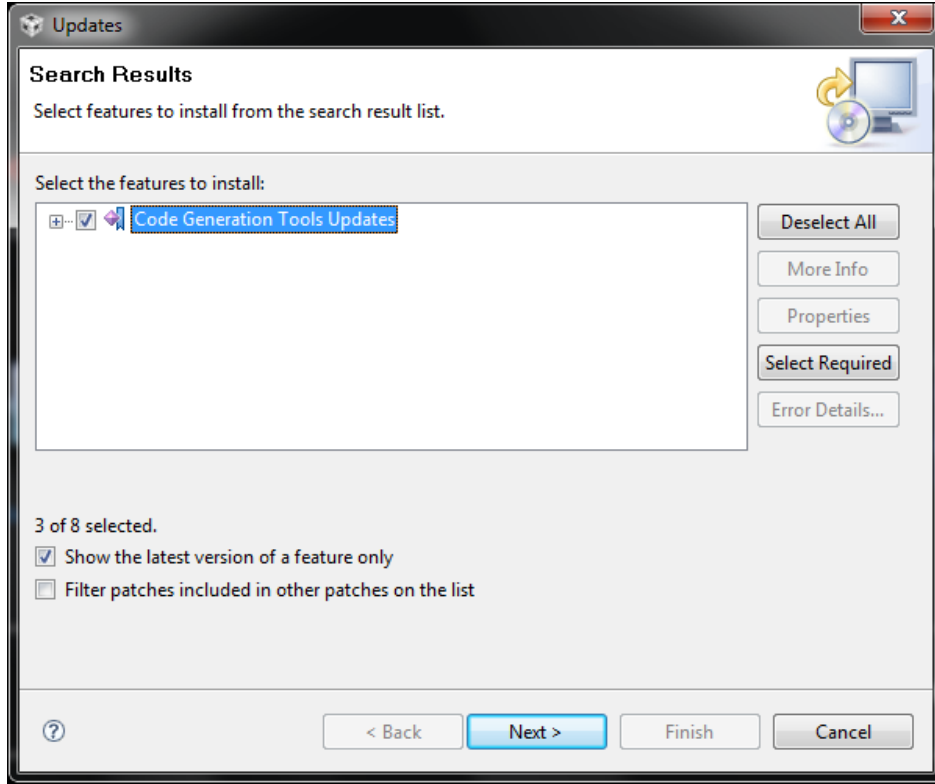 Updates
Search Results
Select features to install from the search result list.
Select the features to install:
Code Generation Tools Updates
Deselect All
More Info
Properties
Select Required
Error Details...
3 of 8 selected.
Show the latest version of a feature only
Filter patches included in other patches on the list
< Back
Next >
Finish
Cancel